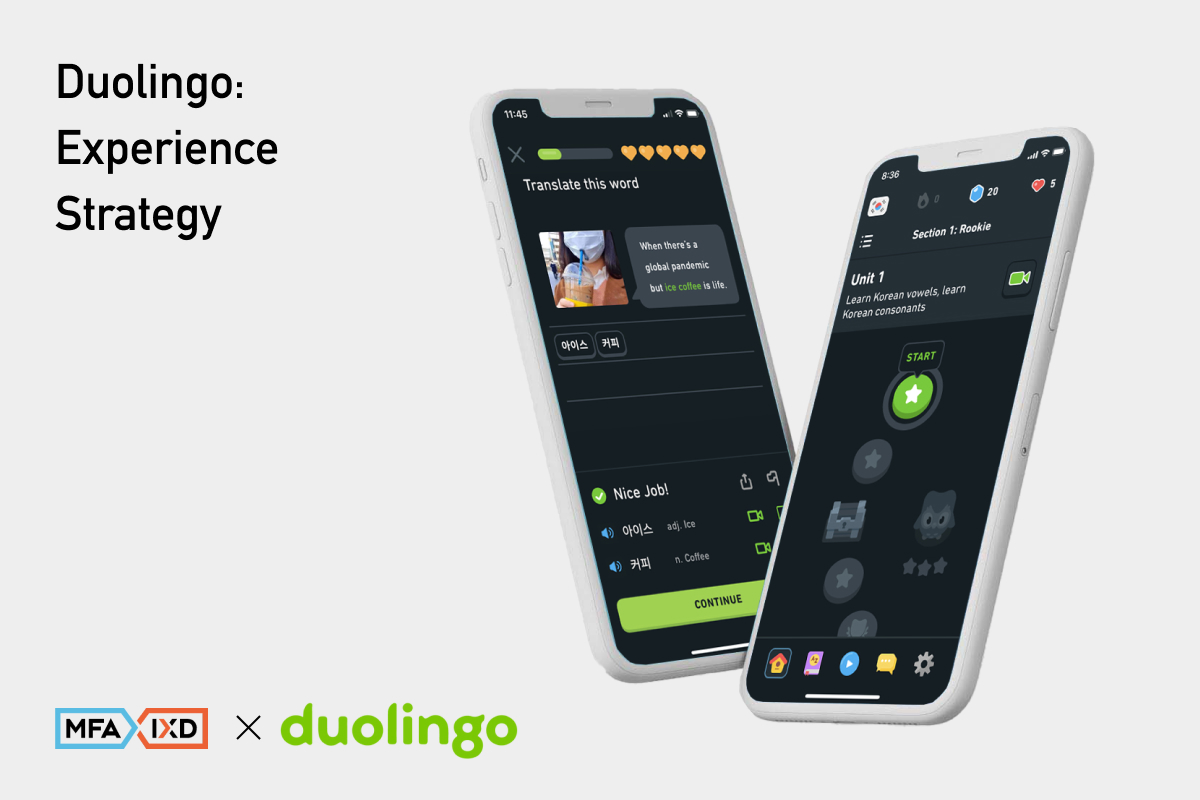 Duolingo:
Experience
Strategy
11:45
Translate this word
When there's a
global pandemic
but ice coffee is life.
아이스 커피
Nice Job!
아이스 adj. Ice
커피 n. Coffee
CONTINUE
8:36
0 20 5
Section 1: Rookie
Unit 1
Learn Korean vowels, learn
Korean consonants
START
MFA IXD × duolingo